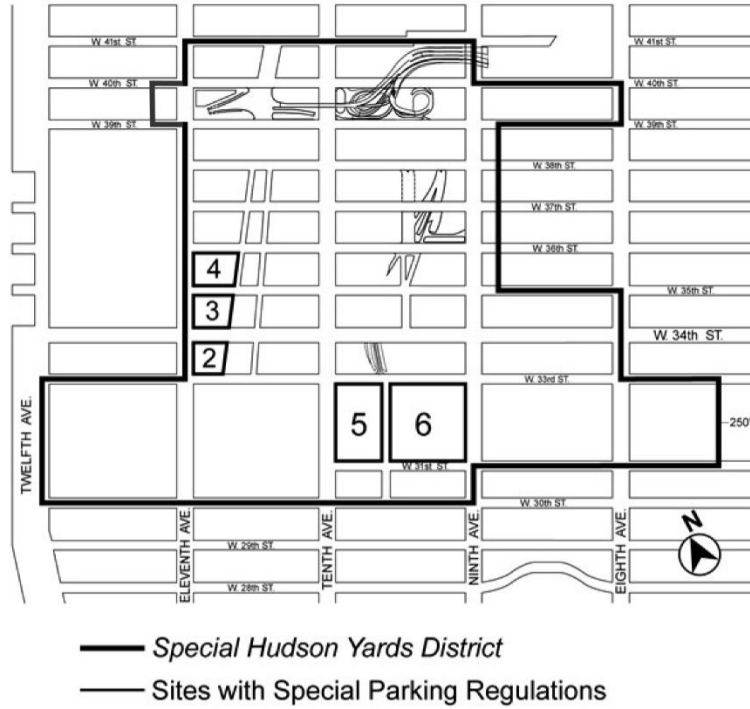 W. 41st ST.
W. 41st ST.
W. 40th ST.
W. 40th ST.
W. 39th ST.
W. 39th ST.
W. 38th ST.
W. 37th ST.
W. 36th ST.
4
W. 35th ST.
3
W. 34th ST.
2
W. 33rd ST.
TWELFTH AVE.
5
6
250'
W. 31st ST.
W. 30th ST.
ELEVENTH AVE.
TENTH AVE.
NINTH AVE.
EIGHTH AVE.
N
W. 29th ST.
W. 28th ST.
Special Hudson Yards District
Sites with Special Parking Regulations